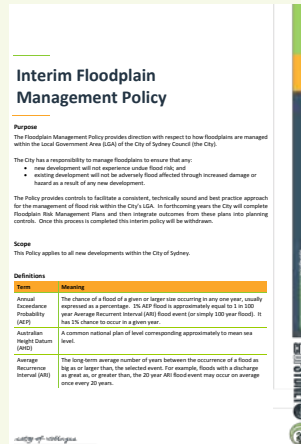 Interim Floodplain
Management Policy
Purpose
The Floodplain Management Policy provides direction with respect to how floodplains are managed
within the Local Government Area (LGA) of the City of Sydney Council (the City).
The City has a responsibility to manage floodplains to ensure that any:
• new development will not experience undue flood risk; and
• existing development will not be adversely flood affected through increased damage or
hazard as a result of any new development.
The Policy provides controls to facilitate a consistent, technically sound and best practice approach
for the management of flood risk within the City's LGA. In forthcoming years the City will complete
Floodplain Risk Management Plans and then integrate outcomes from these plans into planning
controls. Once this process is completed this interim policy will be withdrawn.
Scope
This Policy applies to all new developments within the City of Sydney.
Definitions
Term Meaning
Annual The chance of a flood of a given or larger size occurring in any one year, usually
Exceedance expressed as a percentage. 1% AEP flood is approximately equal to 1 in 100
Probability year Average Recurrent Interval (ARI) flood event (or simply 100 year flood). It
(AEP) has 1% chance to occur in a given year.
Australian A common national plan of level corresponding approximately to mean sea
Height Datum level.
(AHD)
Average The long-term average number of years between the occurrence of a flood as
Recurrence big as or larger than, the selected event. For example, floods with a discharge
Interval (ARI) as great as, or greater than, the 20 year ARI flood event may occur on average
once every 20 years.